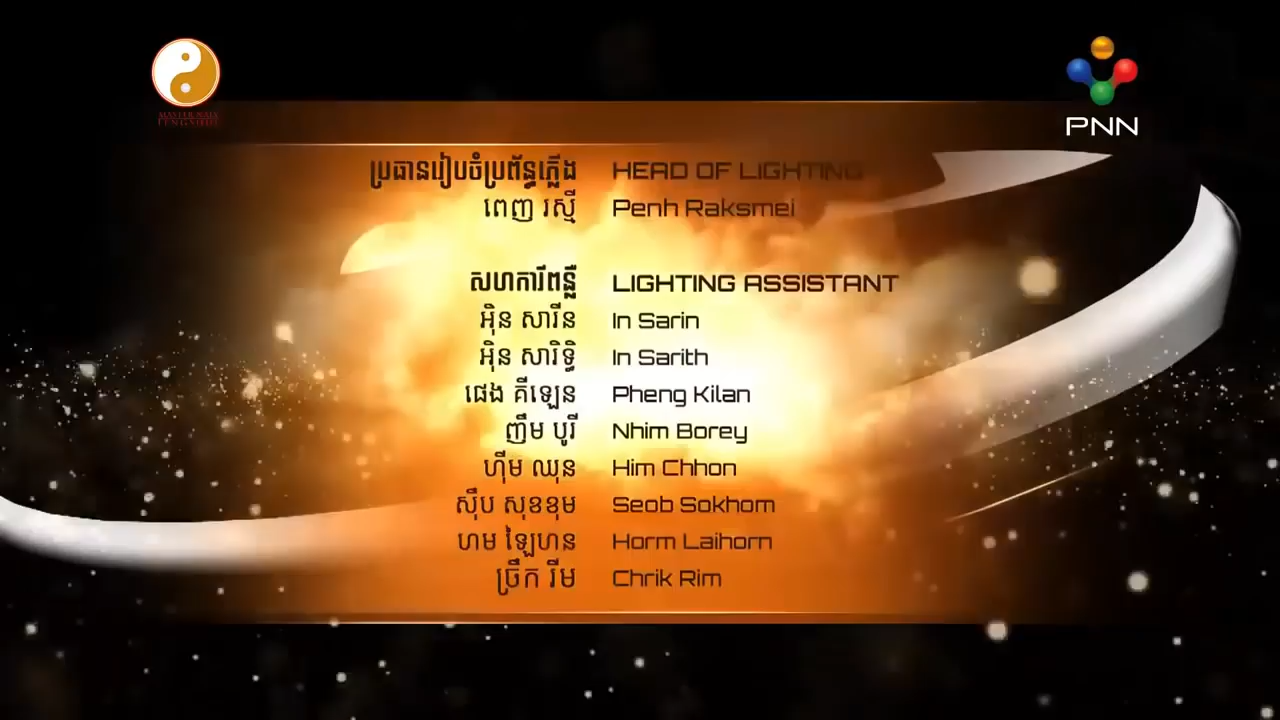 PNN
ប្រធានរៀបចំប្រព័ន្ធភ្លើង HEAD OF LIGHTING
ពេញ រស្មី Penh Raksmei
សហការីពន្លឺ LIGHTING ASSISTANT
អ៊ិន សារីន In Sarin
អ៊ិន សារិទ្ធិ In Sarith
ផេង គីឡេន Pheng Kilan
ញឹម បូរី Nhim Borey
ហ៊ីម ឈុន Him Chhon
ស៊ឹប សុខខុម Seob Sokhom
ហម ឡៃហន Horm Laihorn
ច្រឹក រីម Chrik Rim